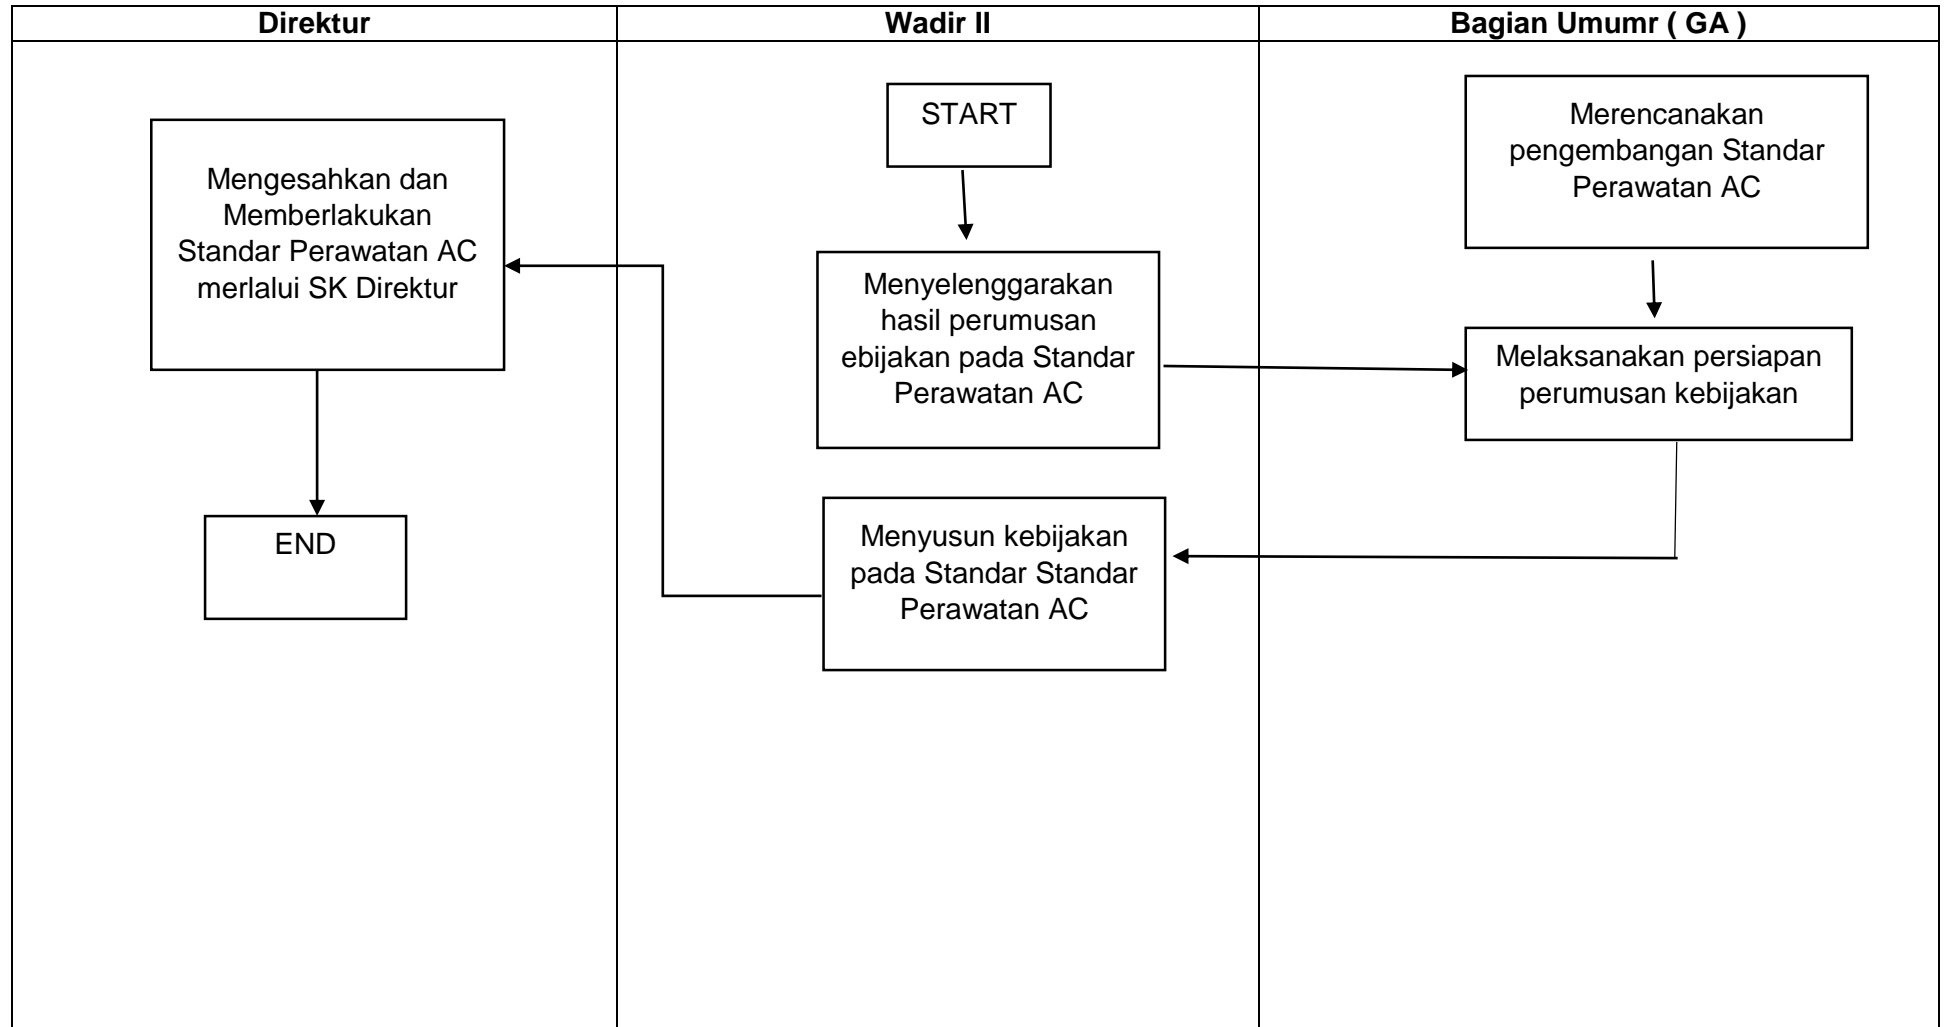 Direktur
Wadir II
Bagian Umumr ( GA )
Mengesahkan dan
Memberlakukan
Standar Perawatan AC
merlalui SK Direktur
END
START
Menyelenggarakan
hasil perumusan
ebijakan pada Standar
Perawatan AC
Menyusun kebijakan
pada Standar Standar
Perawatan AC
Merencanakan
pengembangan Standar
Perawatan AC
Melaksanakan persiapan
perumusan kebijakan